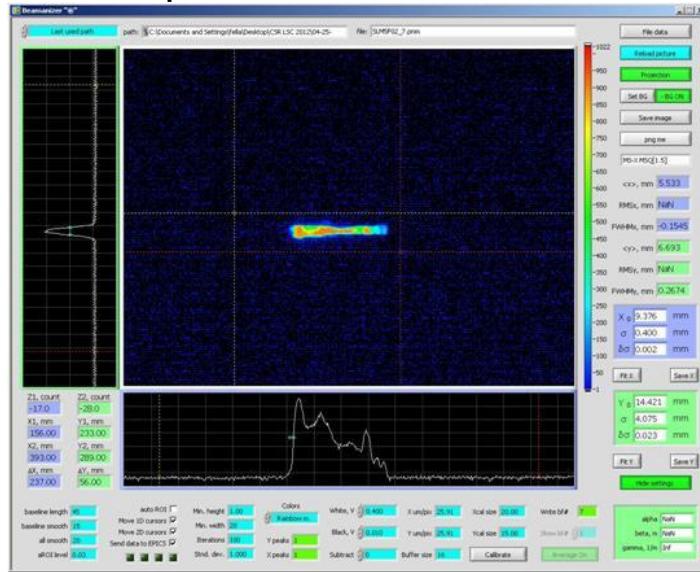 Beamanizer "®"
Last used path path: C:\Documents and Settings\fella\Desktop\CSR LSC 2012\04-25- file: SLM5F02_7.pnm File data
Reload picture
Projection
Set BG - BG ON
Save image
png me
MS-X MSQ[1.5]
<x>, mm 5.533
RMSx, mm NaN
FWHMx, mm -0.1545
<y>, mm 6.693
RMSy, mm NaN
FWHMy, mm 0.2674
-1022
-950
-900
-850
-800
-750
-700
-650
-600
-550
-500
-450
-400
-350
-300
-250
-200
-150
-100
-50
-1
X 0 9.376 mm
σ 0.400 mm
δσ 0.002 mm
Fit X Save X
Y 0 14.421 mm
σ 4.075 mm
δσ 0.023 mm
Fit Y Save Y
Hide settings
Z1, count Z2, count
-17.0 -28.0
X1, mm Y1, mm
156.00 233.00
X2, mm Y2, mm
393.00 289.00
ΔX, mm ΔY, mm
237.00 56.00
baseline length 45 auto ROI Min. height 1.00 Colors White, V 0.400 X um/pix 25.91 Xcal size 20.00 Write bf# 7
baseline smooth 15 Move 1D cursors Min. width 20 Rainbow m.
all smooth 20 Move 2D cursors Iterations 100 Y peaks 1 Black, V 0.010 Y um/pix 25.91 Ycal size 15.00 Show bf# 1
aROI level 0.03 Send data to EPICS Stnd. dev. 1.000 X peaks 1 Subtract 0 Buffer size 16 Calibrate Average On
alpha NaN
beta, m NaN
gamma, 1/m Inf